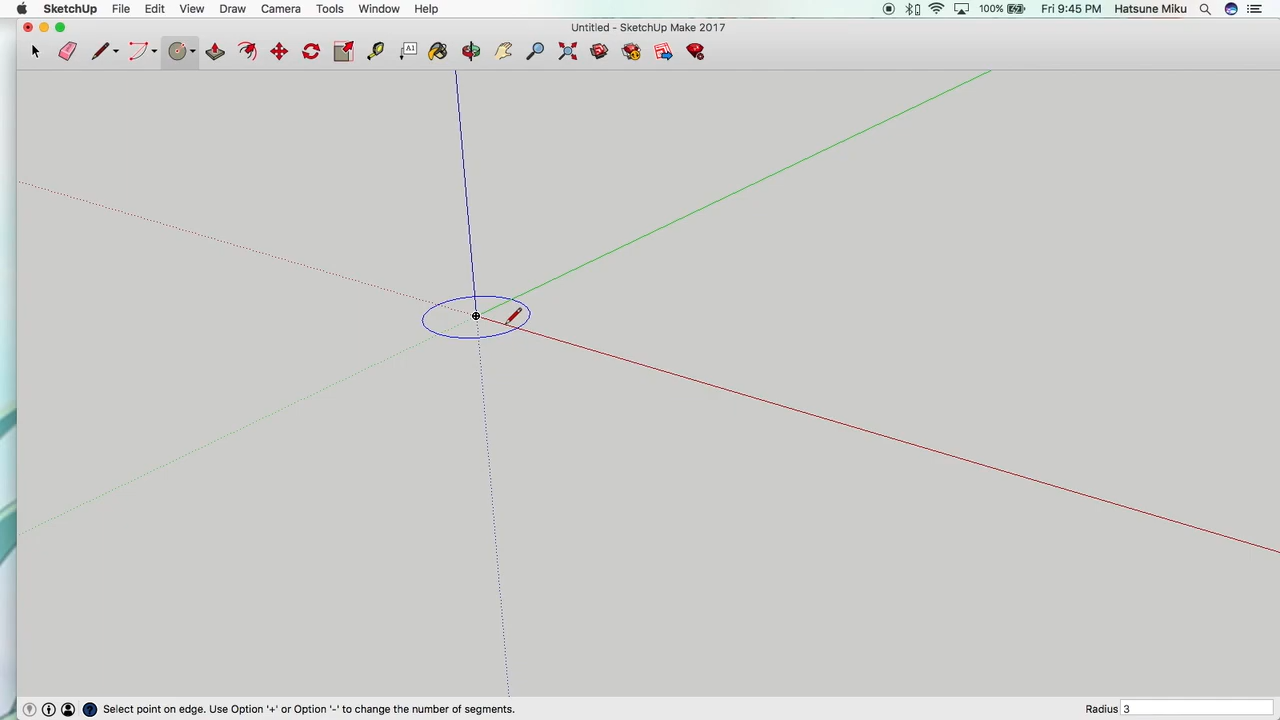 SketchUp File Edit View Draw Camera Tools Window Help 100% Fri 9:45 PM Hatsune Miku
Untitled - SketchUp Make 2017
A1
Select point on edge. Use Option '+' or Option '-' to change the number of segments. Radius 3